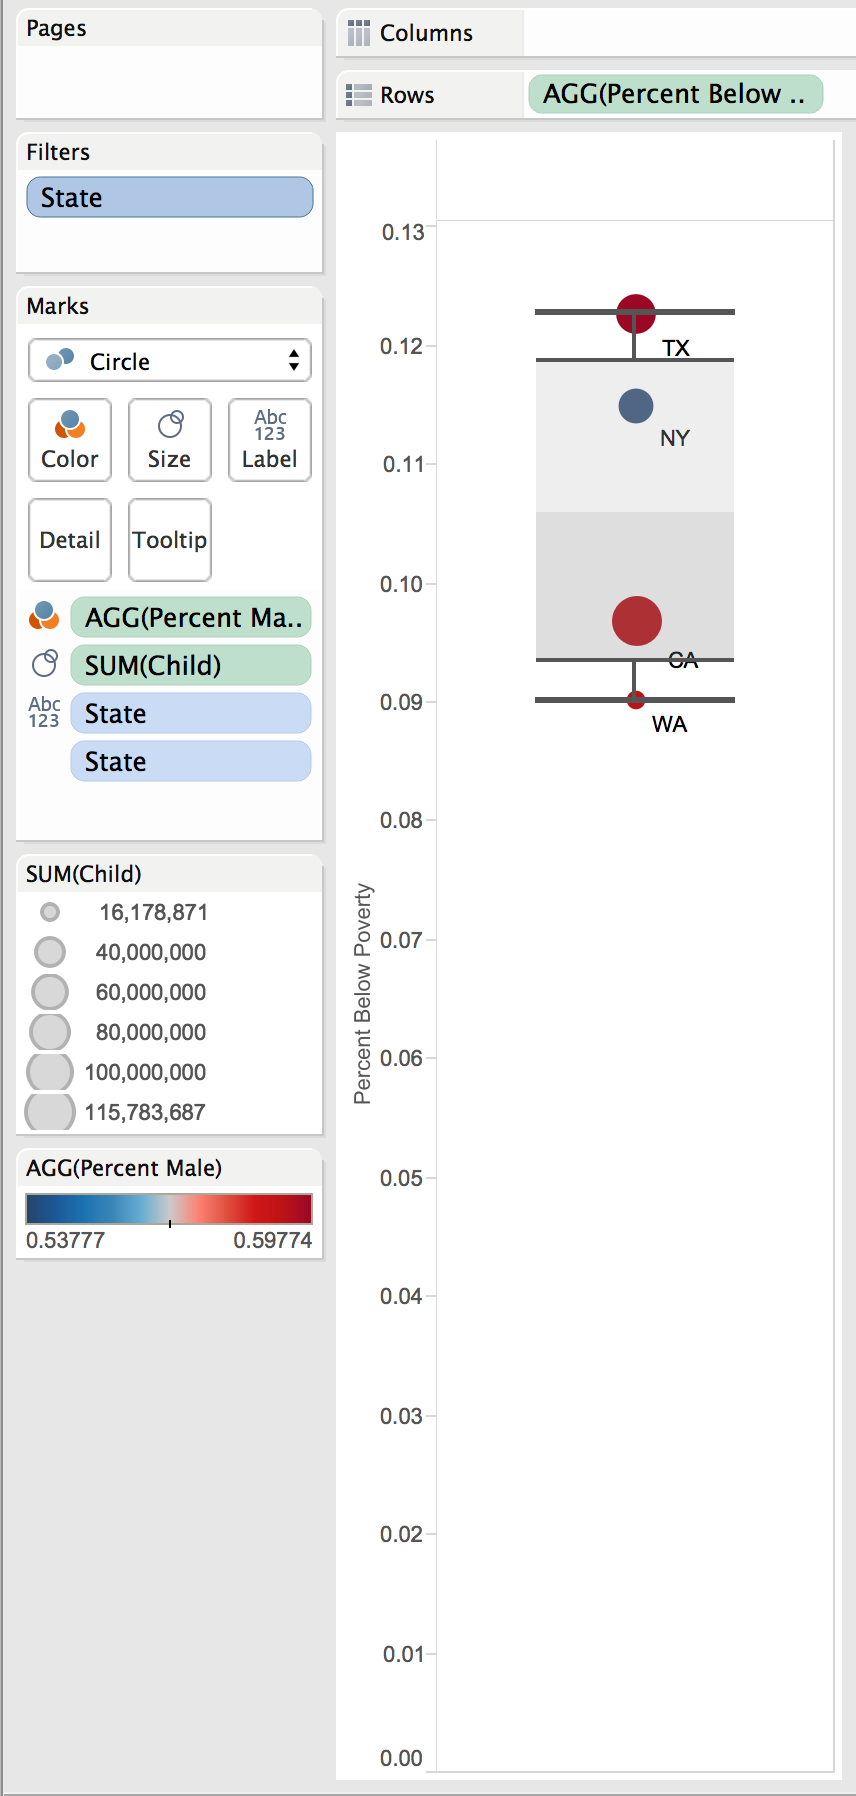 Pages
Columns
Rows
AGG(Percent Below ..
Filters
State
Marks
Circle
Color
Size
Abc
123
Label
Detail
Tooltip
AGG(Percent Ma..
SUM(Child)
Abc
123
State
State
SUM(Child)
16,178,871
40,000,000
60,000,000
80,000,000
100,000,000
115,783,687
AGG(Percent Male)
0.53777
0.59774
Percent Below Poverty
0.13
0.12
0.11
0.10
0.09
0.08
0.07
0.06
0.05
0.04
0.03
0.02
0.01
0.00
TX
NY
CA
WA